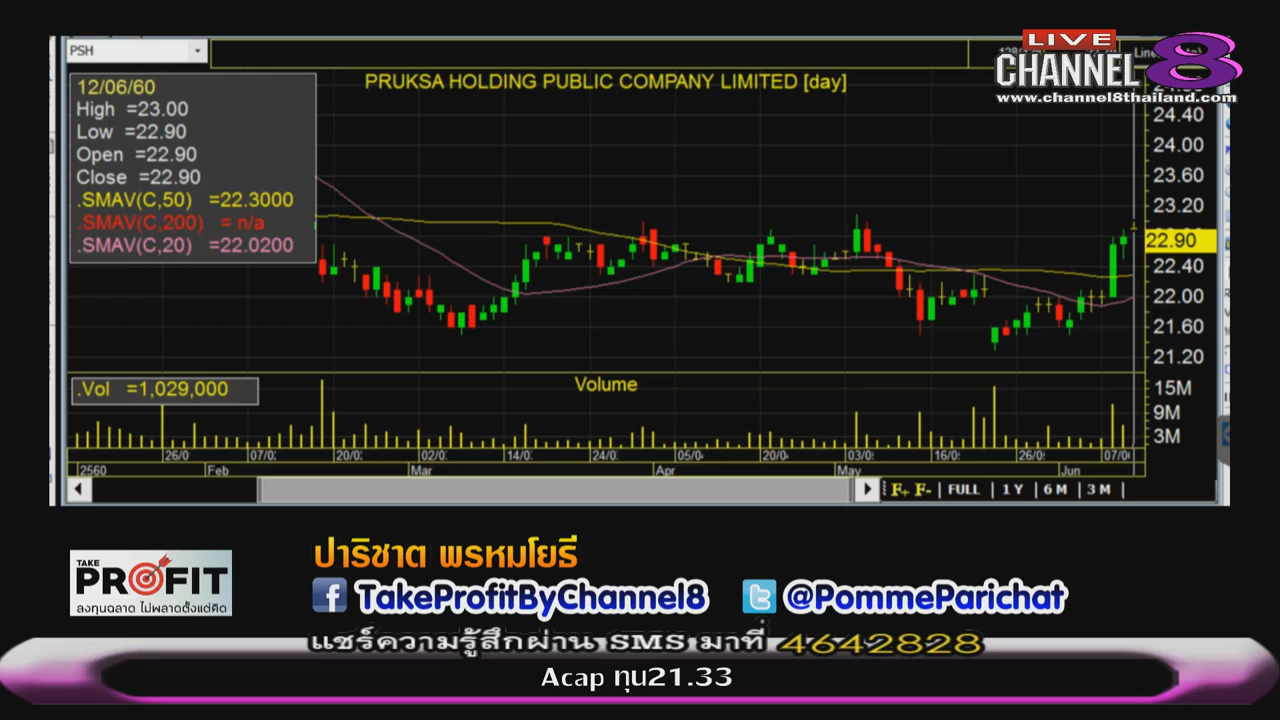 PSH
LIVE
CHANNEL 8
www.channel8thailand.com
PRUKSA HOLDING PUBLIC COMPANY LIMITED [day]
12/06/60
High =23.00
Low =22.90
Open =22.90
Close =22.90
.SMAV(C,50) =22.3000
.SMAV(C,200) = n/a
.SMAV(C,20) =22.0200
24.40
24.00
23.60
23.20
22.90
22.40
22.00
21.60
21.20
.Vol =1,029,000
Volume
15M
9M
3M
26/0 07/0 20/0 02/0 14/0 24/0 05/0 20/0 03/0 16/0 26/0 07/0
2560 Feb Mar Apr May Jun
F+ F- FULL 1 Y 6 M 3 M
TAKE
PROFIT
ลงทุนฉลาด ไม่พลาดตั้งแต่คิด
ปาริชาต พรหมโยธี
TakeProfitByChannel8 @PommeParichat
แชร์ความรู้สึกผ่าน SMS มาที่ 4642828
Acap ทุน21.33